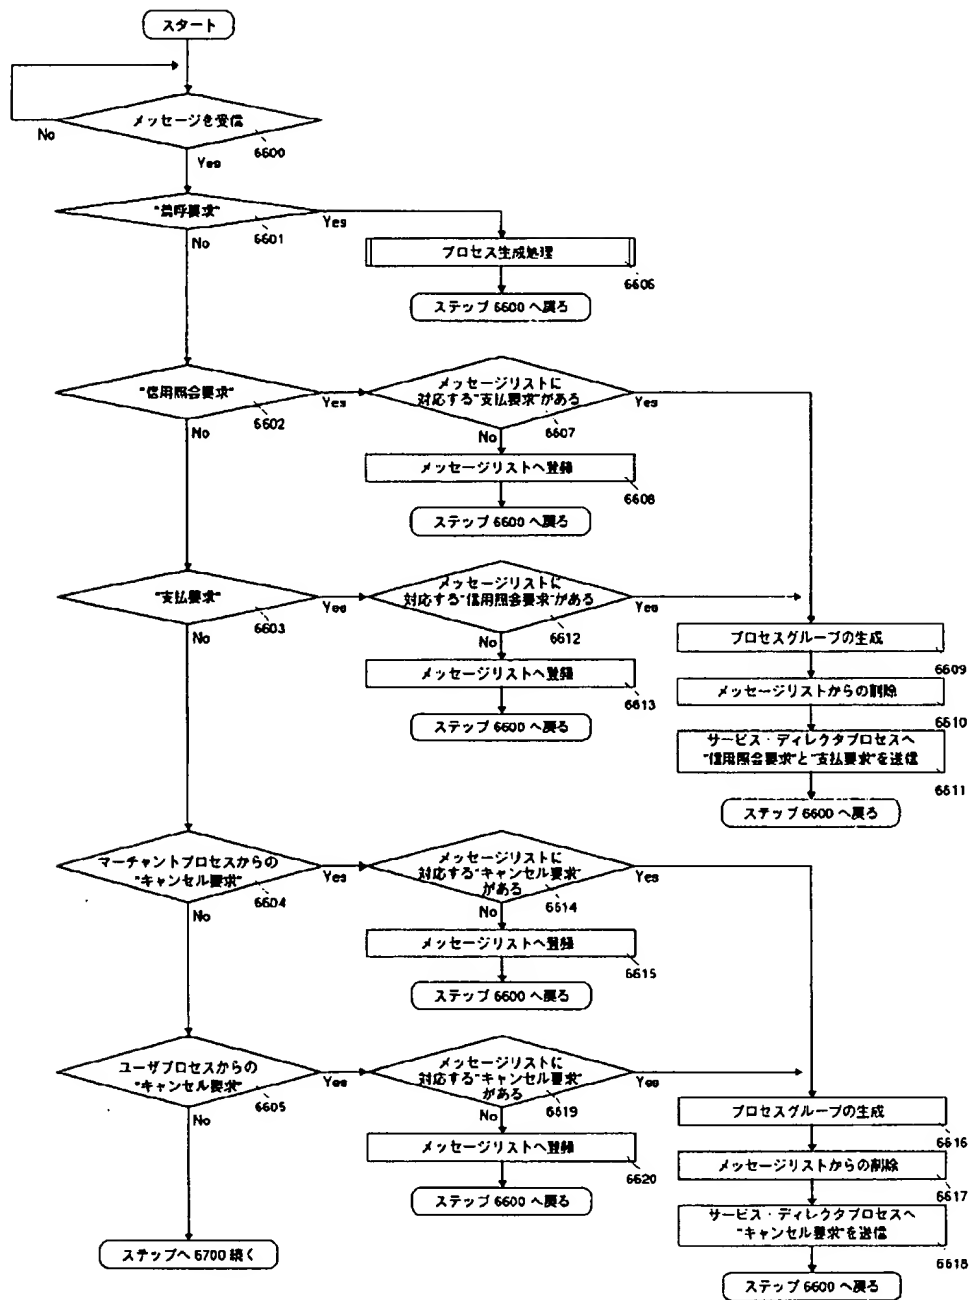 スタート
メッセージを受信
No
6600
Yes
要求"
6601
Yes
No
プロセス生成処理
6606
ステップ 6600 へ戻ろ
"信用照会要求"
6602
Yes
No
メッセージリストに
対応する"支払要求"がある
6607
Yes
No
メッセージリストへ登録
6608
ステップ 6600 へ戻ろ
"支払要求"
6603
Yes
No
メッセージリストに
対応する"信用照会要求"がある
6612
Yes
No
メッセージリストへ登録
6613
ステップ 6600 へ戻ろ
プロセスグループの生成
6609
メッセージリストからの削除
6610
サービス・ディレクタプロセスへ
"信用照会要求"と"支払要求"を送信
6611
ステップ 6600 へ戻ろ
マーチャントプロセスからの
"キャンセル要求"
6604
Yes
No
メッセージリストに
対応する"キャンセル要求"
がある
6614
Yes
No
メッセージリストへ登録
6615
ステップ 6600 へ戻ろ
ユーザプロセスからの
"キャンセル要求"
6605
Yes
No
メッセージリストに
対応する"キャンセル要求"
がある
6619
Yes
No
メッセージリストへ登録
6620
ステップ 6600 へ戻ろ
プロセスグループの生成
6616
メッセージリストからの削除
6617
サービス・ディレクタプロセスへ
"キャンセル要求"を送信
6618
ステップ 6600 へ戻ろ
ステップへ 6700 続く